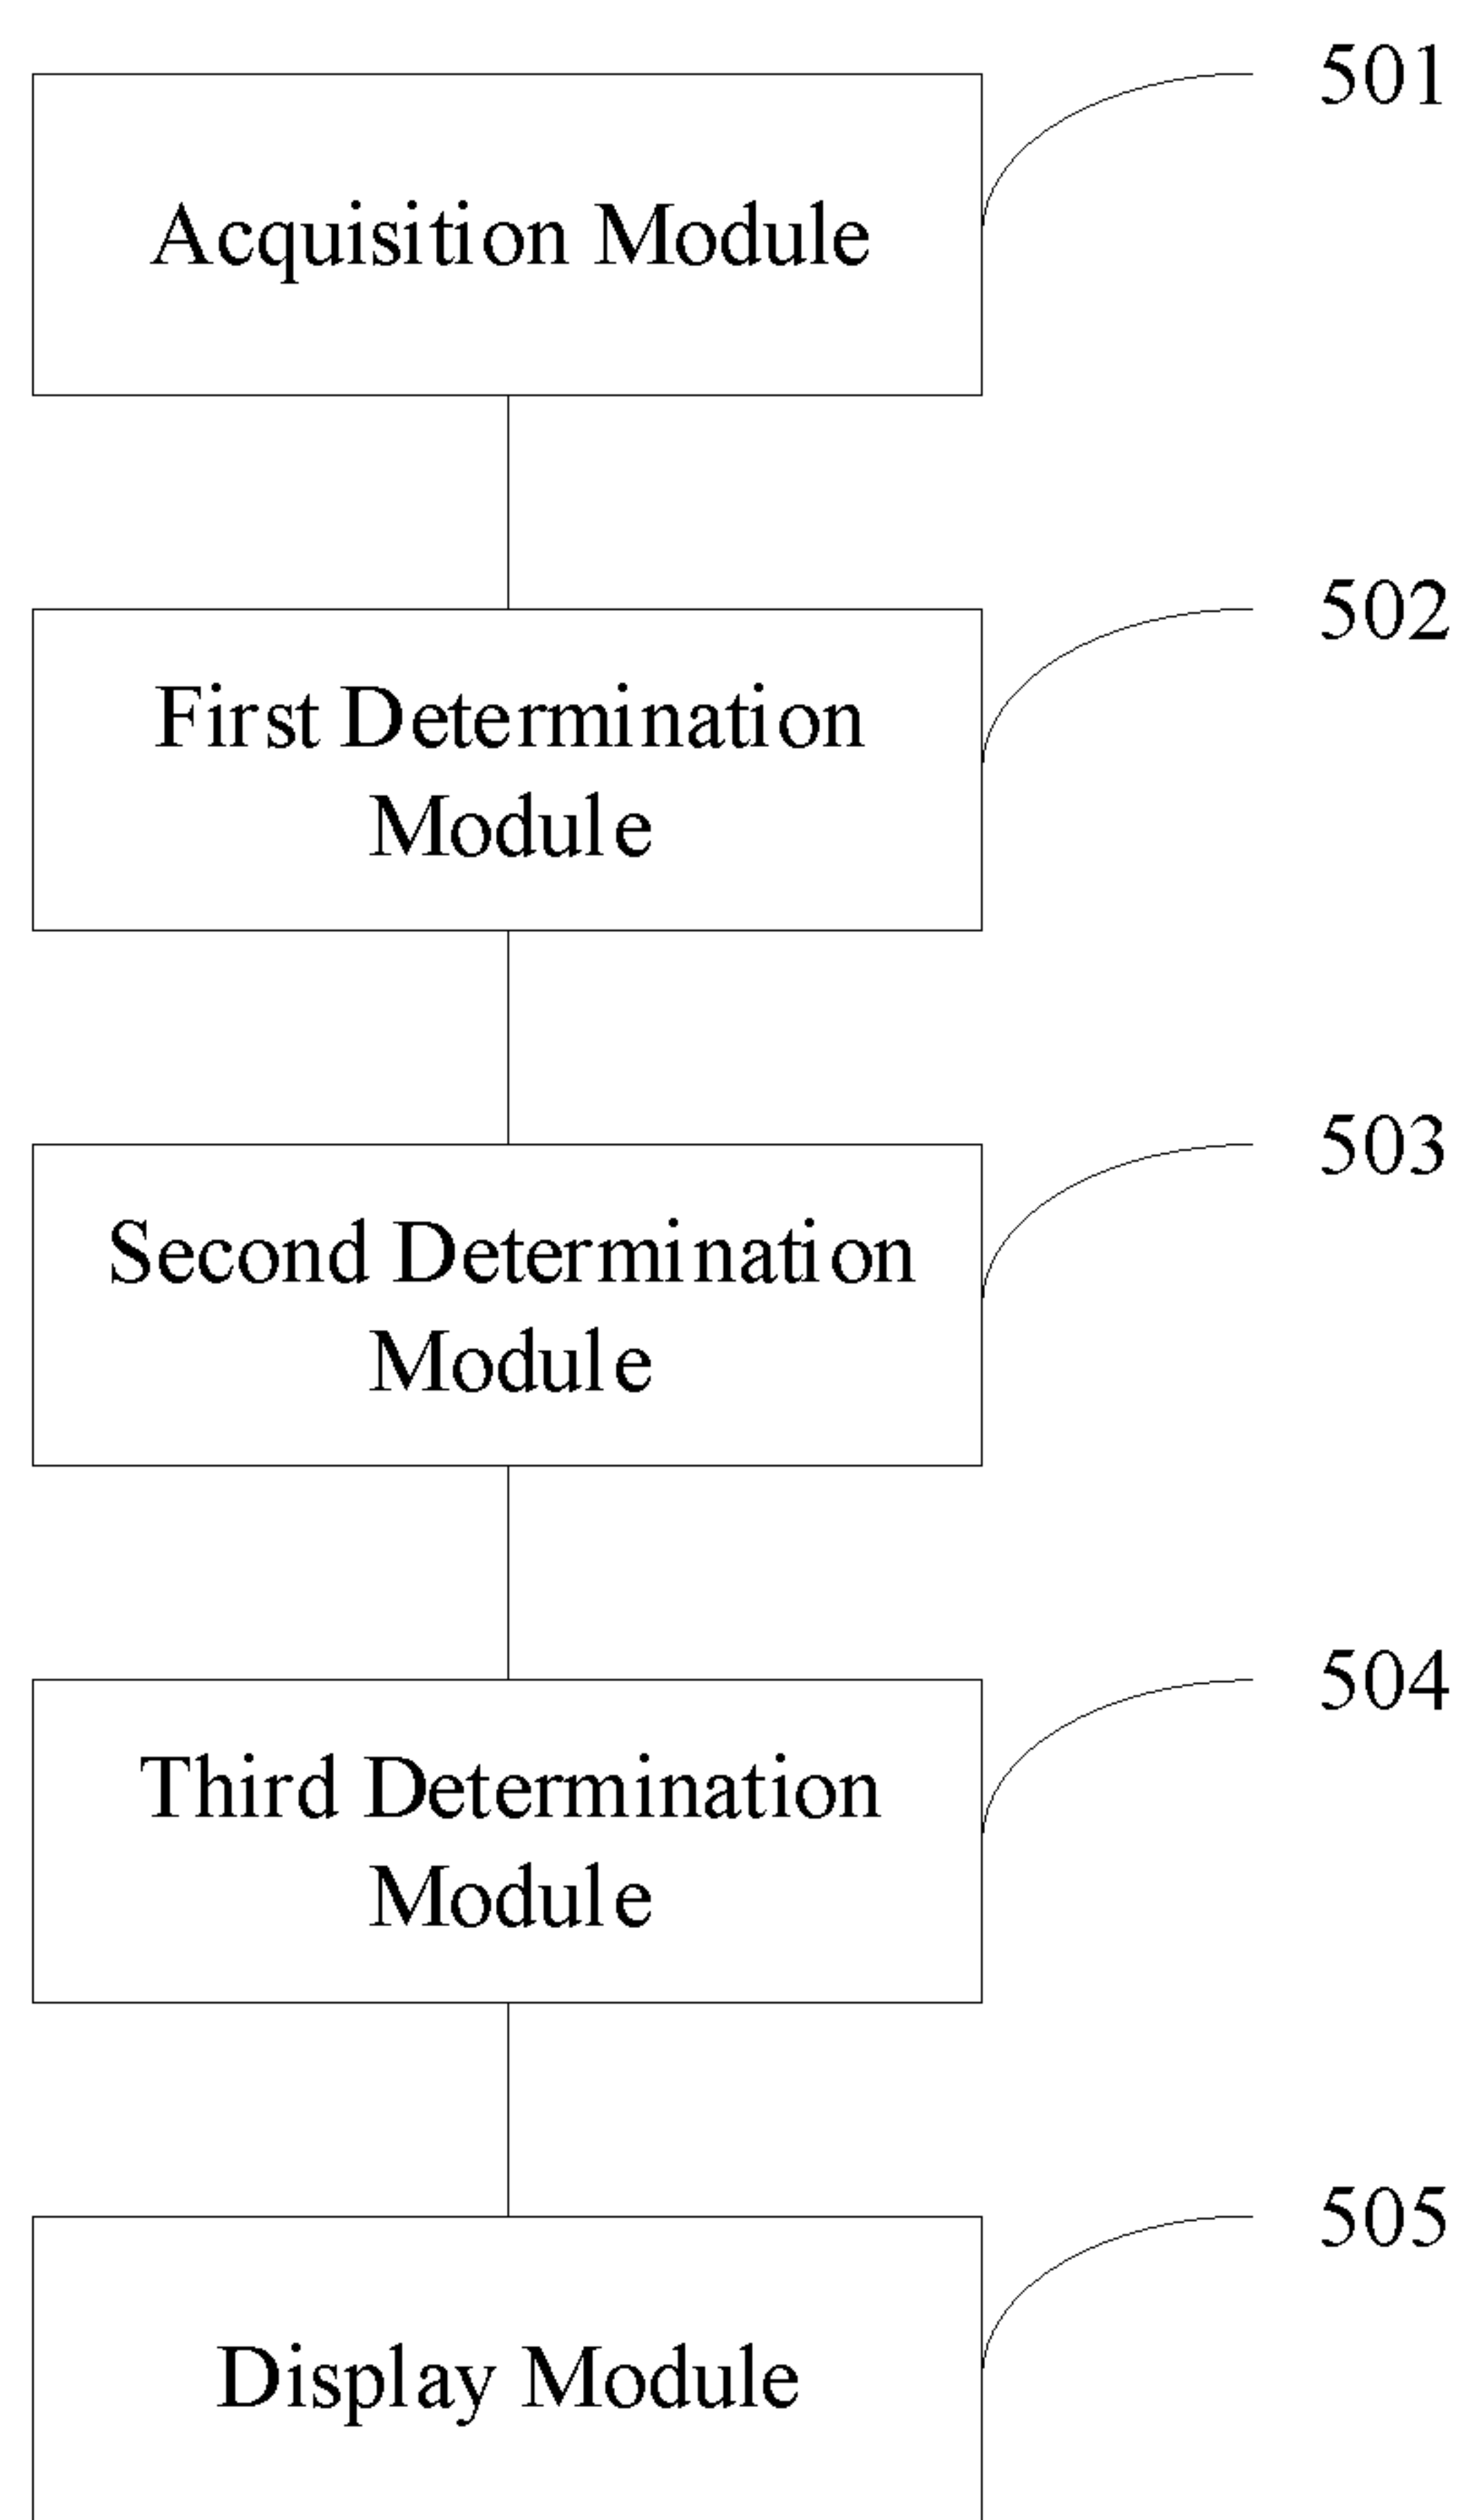 501
Acquisition Module
502
First Determination
Module
503
Second Determination
Module
504
Third Determination
Module
505
Display Module